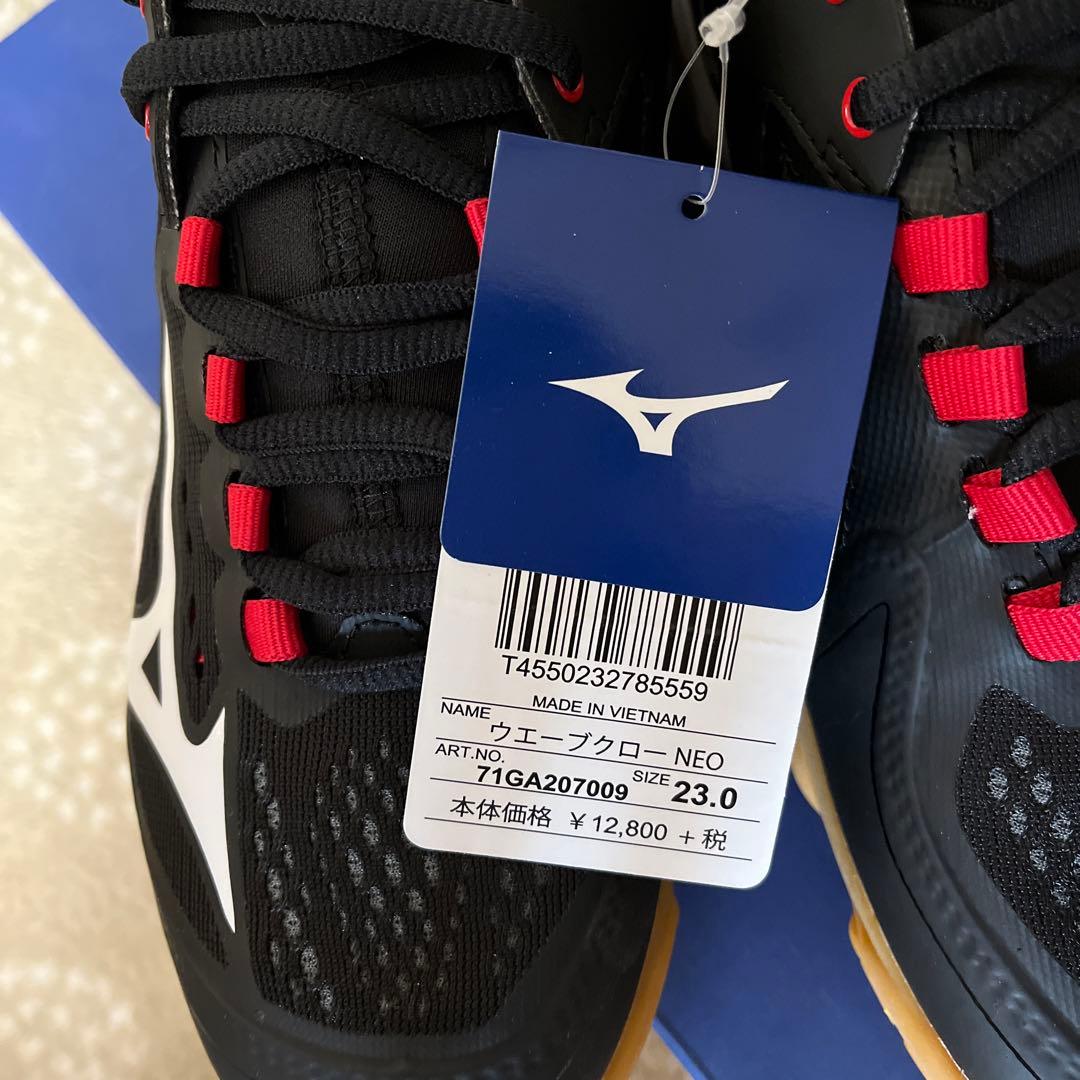 T4550232785559
MADE IN VIETNAM
NAME ウエーブクロー NEO
ART.NO. 71GA207009 SIZE 23.0
本体価格 ¥12,800 +税